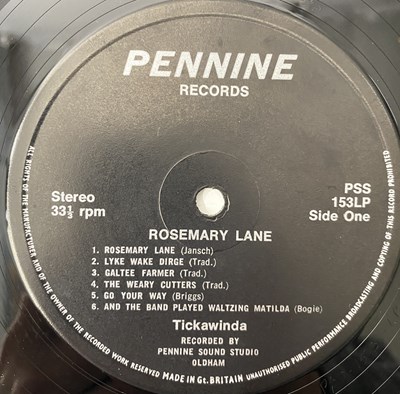 PENNINE
RECORDS
Stereo
33⅓ rpm
PSS
153LP
Side One
ROSEMARY LANE
1. ROSEMARY LANE (Jansch)
2. LYKE WAKE DIRGE (Trad.)
3. GALTEE FARMER (Trad.)
4. THE WEARY CUTTERS (Trad.)
5. GO YOUR WAY (Briggs)
6. AND THE BAND PLAYED WALTZING MATILDA (Bogie)
Tickawinda
RECORDED BY
PENNINE SOUND STUDIO
OLDHAM
ALL RIGHTS OF THE MANUFACTURER AND OF THE OWNER OF THE RECORDED WORK RESERVED MADE IN Gt. BRITAIN UNAUTHORISED PUBLIC PERFORMANCE BROADCASTING AND COPYING OF THIS RECORD PROHIBITED